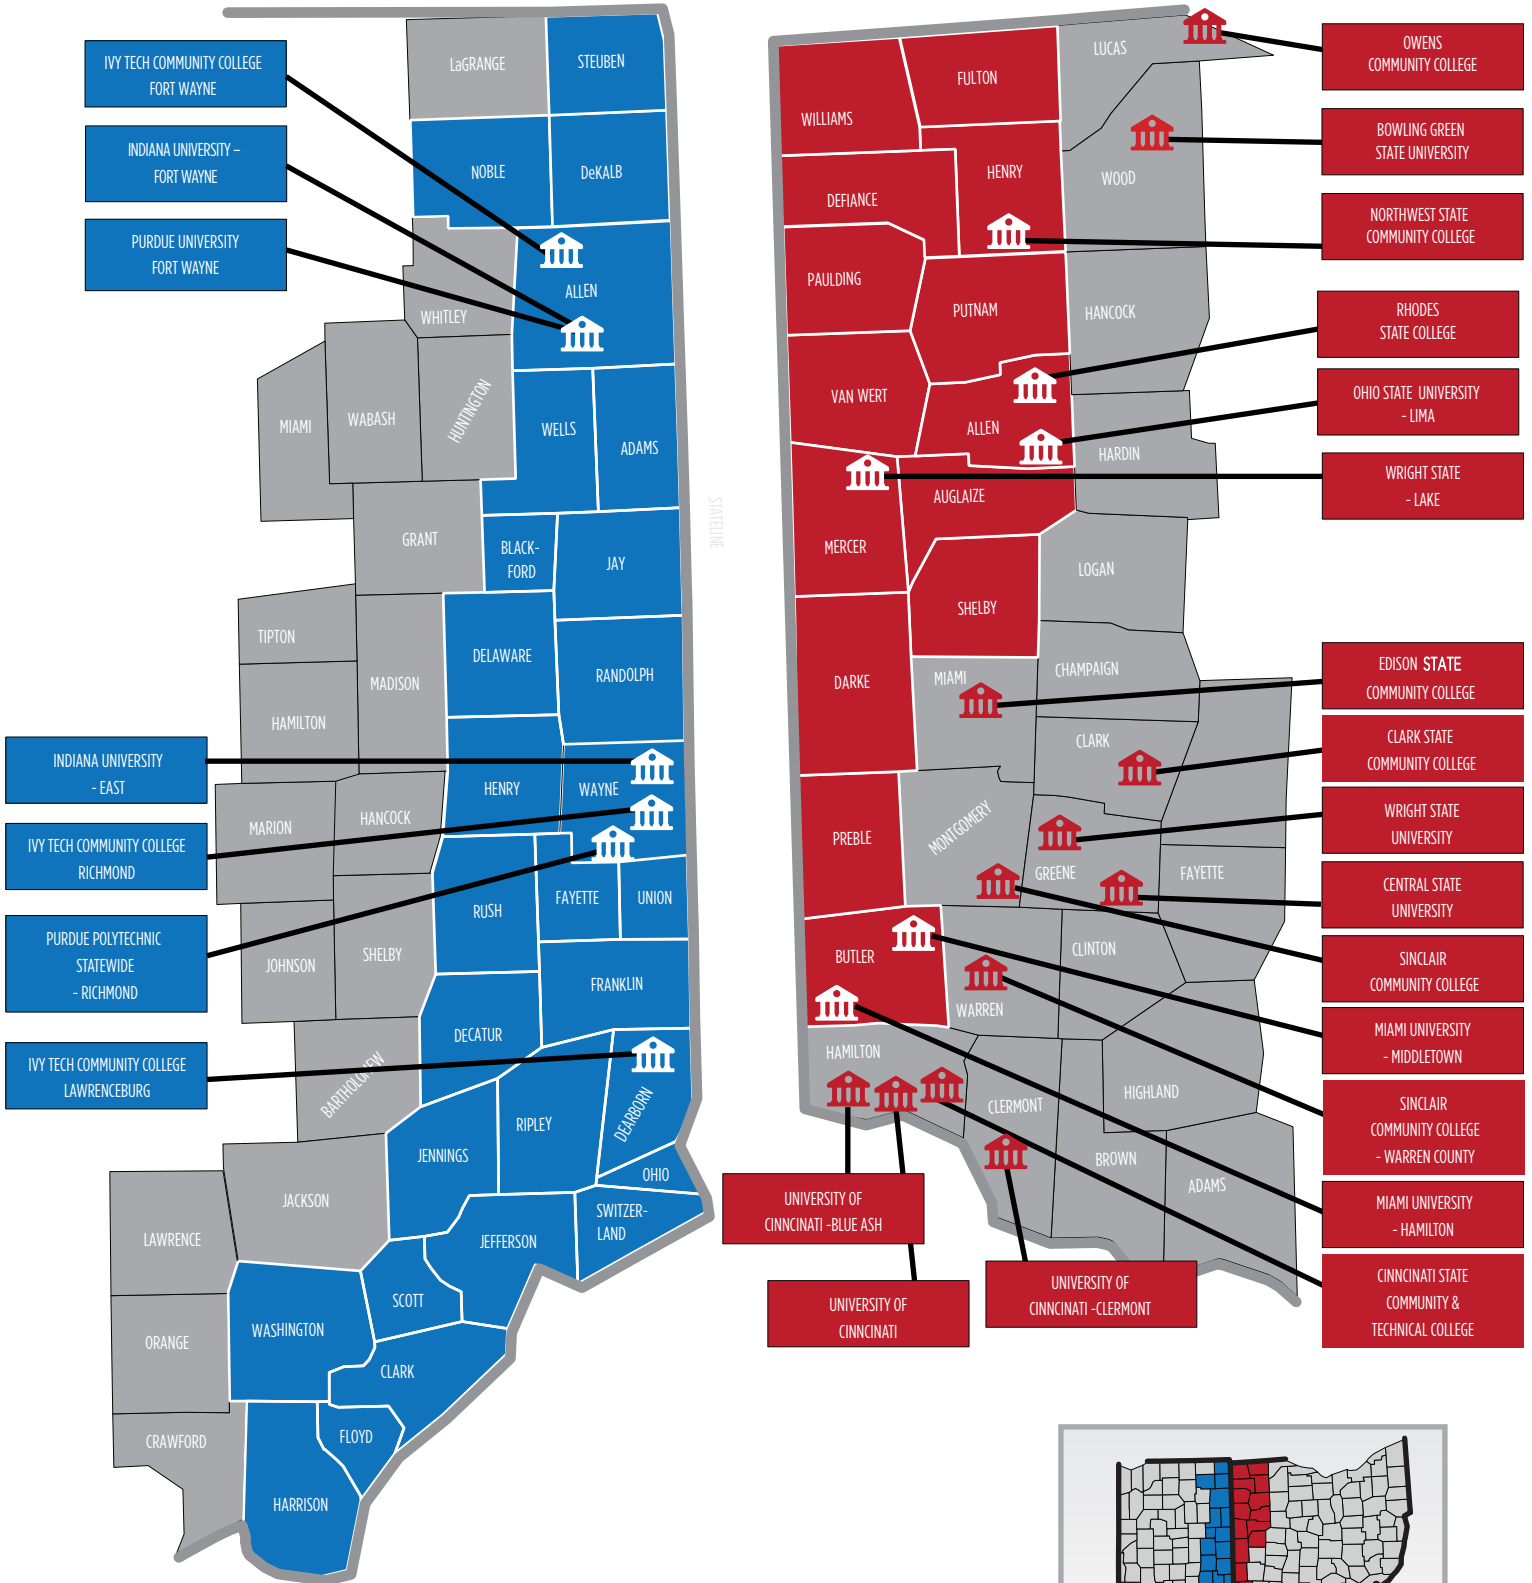 IVY TECH COMMUNITY COLLEGE
FORT WAYNE
INDIANA UNIVERSITY –
FORT WAYNE
PURDUE UNIVERSITY
FORT WAYNE
INDIANA UNIVERSITY
- EAST
IVY TECH COMMUNITY COLLEGE
RICHMOND
PURDUE POLYTECHNIC
STATEWIDE
- RICHMOND
IVY TECH COMMUNITY COLLEGE
LAWRENCEBURG
LaGRANGE
STEUBEN
NOBLE
DeKALB
ALLEN
WHITLEY
HUNTINGTON
WABASH
MIAMI
WELLS
ADAMS
GRANT
BLACK-
FORD
JAY
TIPTON
MADISON
DELAWARE
RANDOLPH
HAMILTON
HENRY
WAYNE
MARION
HANCOCK
RUSH
FAYETTE
UNION
JOHNSON
SHELBY
FRANKLIN
DECATUR
BARTHOLOMEW
DEARBORN
RIPLEY
JENNINGS
OHIO
JACKSON
SWITZER-
LAND
LAWRENCE
JEFFERSON
SCOTT
WASHINGTON
ORANGE
CLARK
CRAWFORD
FLOYD
HARRISON
STATELINE
LUCAS
FULTON
WILLIAMS
HENRY
WOOD
DEFIANCE
PAULDING
PUTNAM
HANCOCK
VAN WERT
ALLEN
HARDIN
AUGLAIZE
MERCER
LOGAN
SHELBY
DARKE
MIAMI
CHAMPAIGN
CLARK
MONTGOMERY
PREBLE
GREENE
FAYETTE
BUTLER
CLINTON
WARREN
HAMILTON
CLERMONT
HIGHLAND
BROWN
ADAMS
OWENS
COMMUNITY COLLEGE
BOWLING GREEN
STATE UNIVERSITY
NORTHWEST STATE
COMMUNITY COLLEGE
RHODES
STATE COLLEGE
OHIO STATE UNIVERSITY
- LIMA
WRIGHT STATE
- LAKE
EDISON STATE
COMMUNITY COLLEGE
CLARK STATE
COMMUNITY COLLEGE
WRIGHT STATE
UNIVERSITY
CENTRAL STATE
UNIVERSITY
SINCLAIR
COMMUNITY COLLEGE
MIAMI UNIVERSITY
- MIDDLETOWN
SINCLAIR
COMMUNITY COLLEGE
- WARREN COUNTY
MIAMI UNIVERSITY
- HAMILTON
CINNCINATI STATE
COMMUNITY &
TECHNICAL COLLEGE
UNIVERSITY OF
CINNCINATI -BLUE ASH
UNIVERSITY OF
CINNCINATI
UNIVERSITY OF
CINNCINATI -CLERMONT